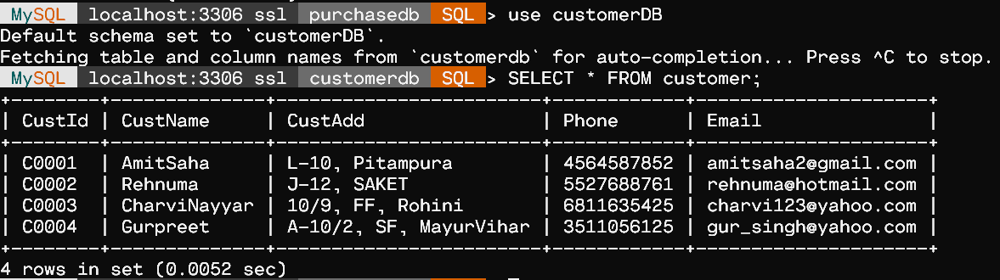 MySQL localhost:3306 ssl purchasedb SQL > use customerDB
Default schema set to `customerDB`.
Fetching table and column names from `customerdb` for auto-completion... Press ^C to stop.
MySQL localhost:3306 ssl customerdb SQL > SELECT * FROM customer;
+--------+--------------+-------------------------+------------+----------------------+
| CustId | CustName     | CustAdd                 | Phone      | Email                |
+--------+--------------+-------------------------+------------+----------------------+
| C0001  | AmitSaha     | L-10, Pitampura         | 4564587852 | amitsaha2@gmail.com  |
| C0002  | Rehnuma      | J-12, SAKET             | 5527688761 | rehnuma@hotmail.com  |
| C0003  | CharviNayyar | 10/9, FF, Rohini        | 6811635425 | charvi123@yahoo.com  |
| C0004  | Gurpreet     | A-10/2, SF, MayurVihar  | 3511056125 | gur_singh@yahoo.com  |
+--------+--------------+-------------------------+------------+----------------------+
4 rows in set (0.0052 sec)